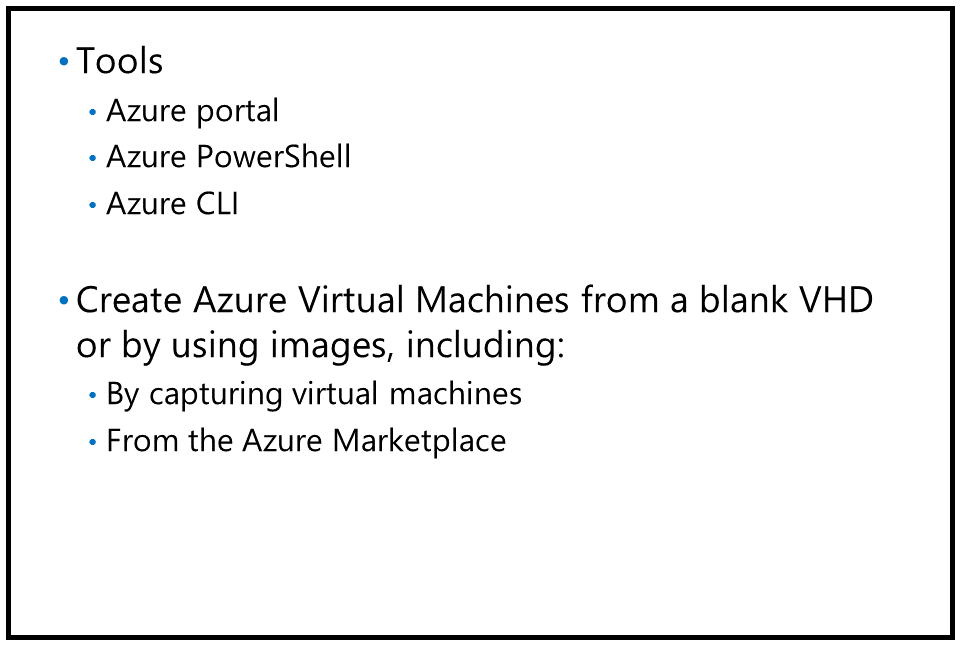 • Tools
• Azure portal
• Azure PowerShell
• Azure CLI
• Create Azure Virtual Machines from a blank VHD
or by using images, including:
• By capturing virtual machines
• From the Azure Marketplace